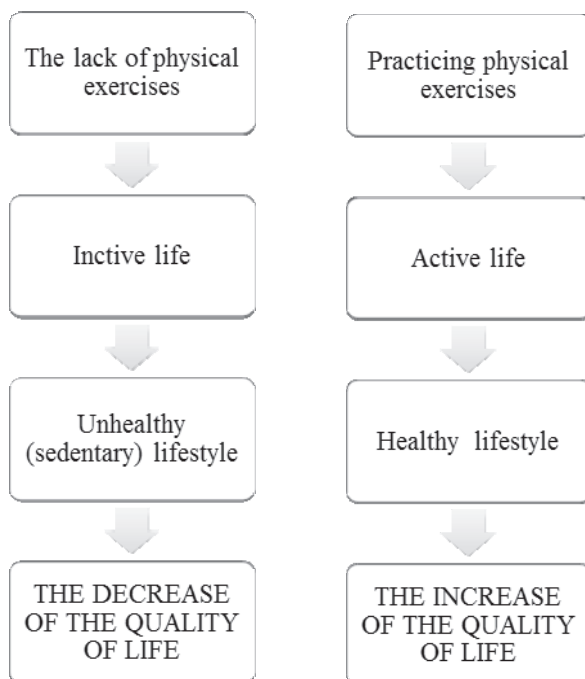 The lack of physical
exercises
Inctive life
Unhealthy
(sedentary) lifestyle
THE DECREASE
OF THE QUALITY
OF LIFE
Practicing physical
exercises
Active life
Healthy lifestyle
THE INCREASE
OF THE QUALITY
OF LIFE